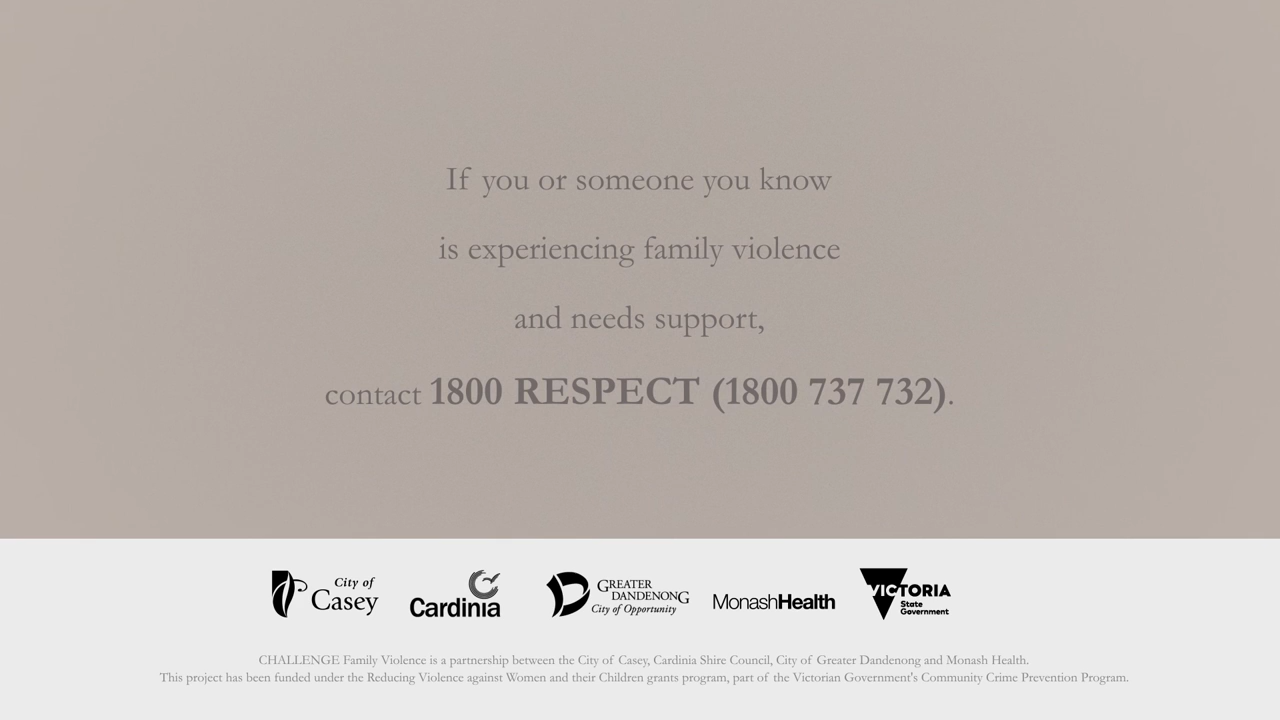 If you or someone you know
is experiencing family violence
and needs support,
contact 1800 RESPECT (1800 737 732).
City of
Casey
Cardinia
GREATER
DANDENONG
City of Opportunity
MonashHealth
VICTORIA
State
Government
CHALLENGE Family Violence is a partnership between the City of Casey, Cardinia Shire Council, City of Greater Dandenong and Monash Health.
This project has been funded under the Reducing Violence against Women and their Children grants program, part of the Victorian Government's Community Crime Prevention Program.